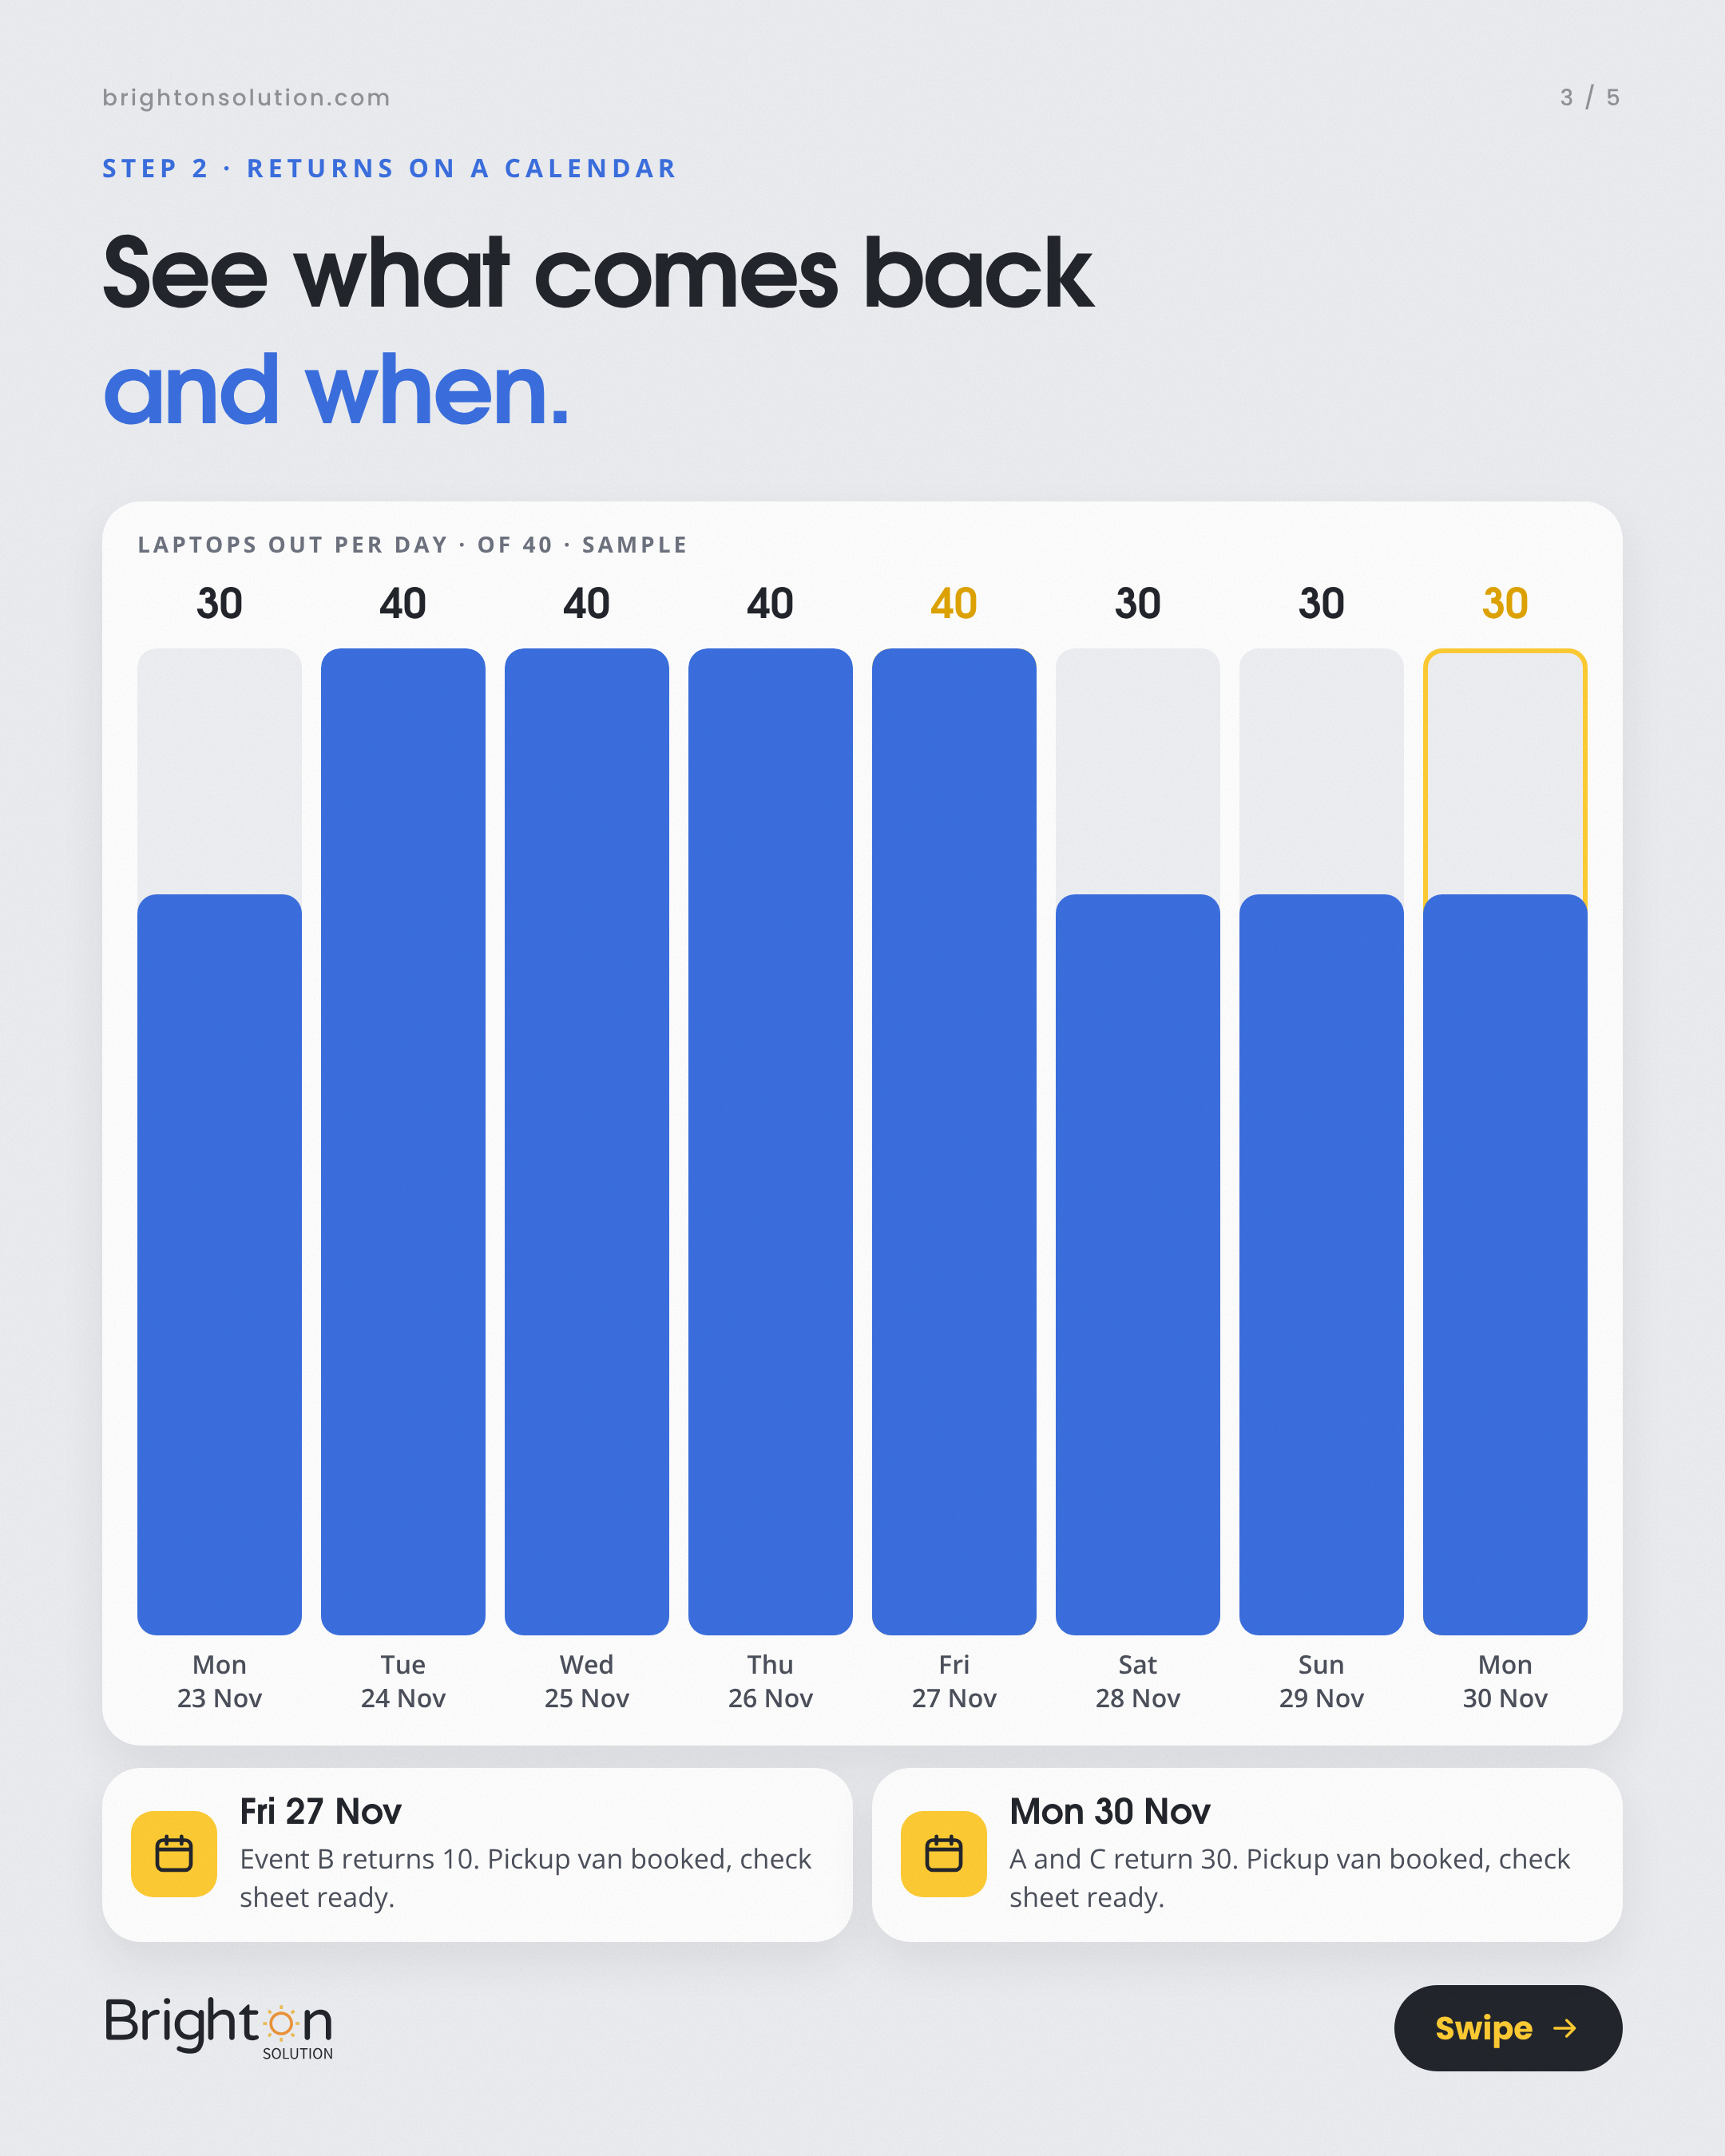 brightonsolution.com
3 / 5
STEP 2 · RETURNS ON A CALENDAR
See what comes back
and when.
LAPTOPS OUT PER DAY · OF 40 · SAMPLE
30 40 40 40 40 30 30 30
Mon Tue Wed Thu Fri Sat Sun Mon
23 Nov 24 Nov 25 Nov 26 Nov 27 Nov 28 Nov 29 Nov 30 Nov
Fri 27 Nov
Event B returns 10. Pickup van booked, check
sheet ready.
Mon 30 Nov
A and C return 30. Pickup van booked, check
sheet ready.
Brighton
SOLUTION
Swipe →